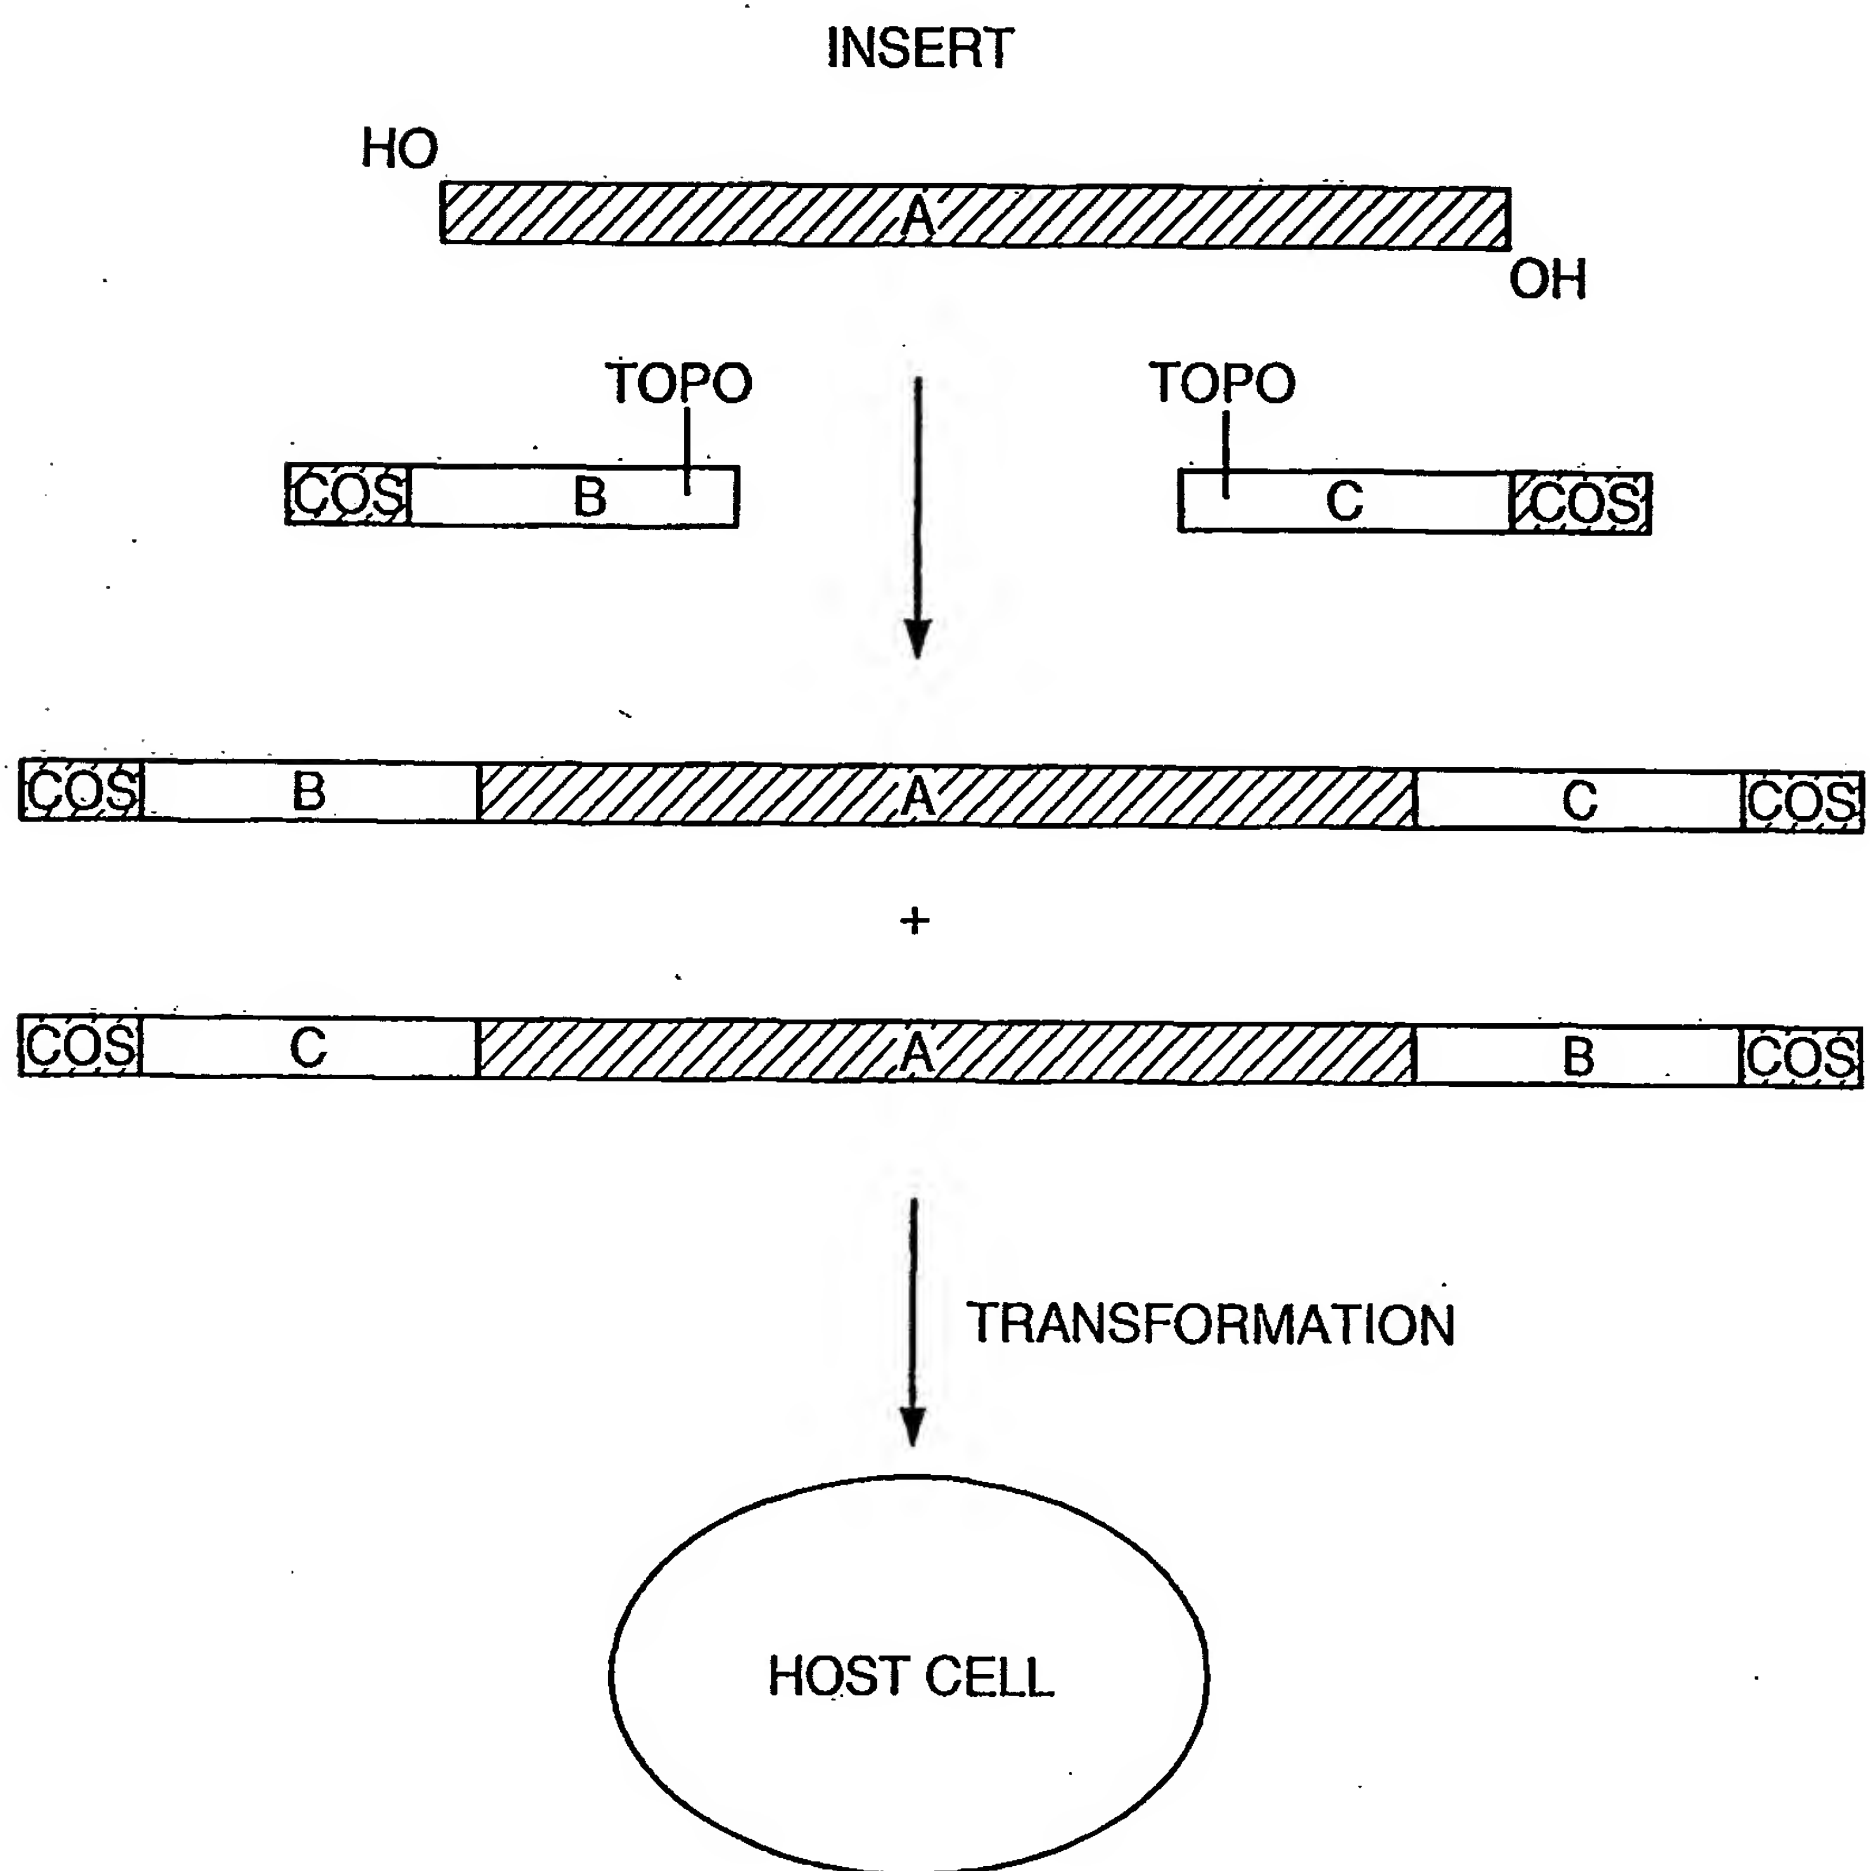 INSERT
HO
A
OH
TOPO TOPO
COS B C COS
COS B A C COS
+
COS C A B COS
TRANSFORMATION
HOST CELL